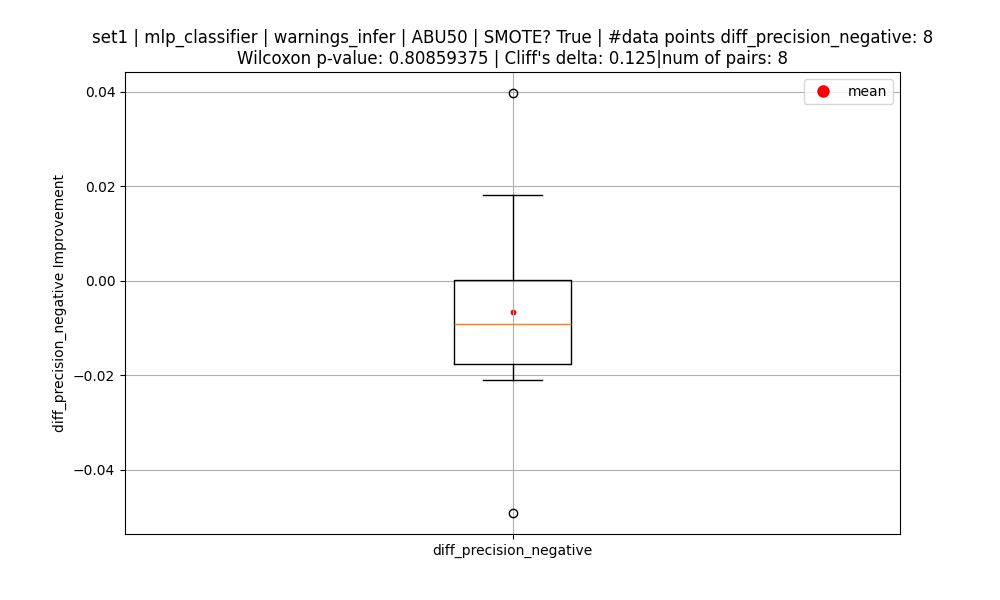 set1 | mlp_classifier | warnings_infer | ABU50 | SMOTE? True | #data points diff_precision_negative: 8
Wilcoxon p-value: 0.80859375 | Cliff's delta: 0.125|num of pairs: 8
mean
0.04
0.02
0.00
−0.02
−0.04
diff_precision_negative Improvement
diff_precision_negative